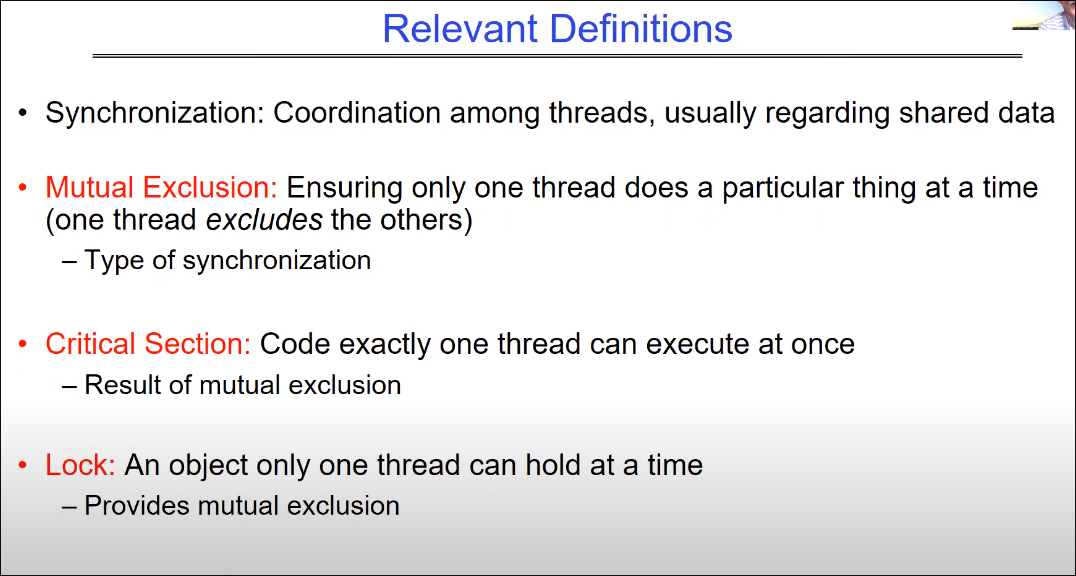 Relevant Definitions
• Synchronization: Coordination among threads, usually regarding shared data
• Mutual Exclusion: Ensuring only one thread does a particular thing at a time
(one thread excludes the others)
– Type of synchronization
• Critical Section: Code exactly one thread can execute at once
– Result of mutual exclusion
• Lock: An object only one thread can hold at a time
– Provides mutual exclusion